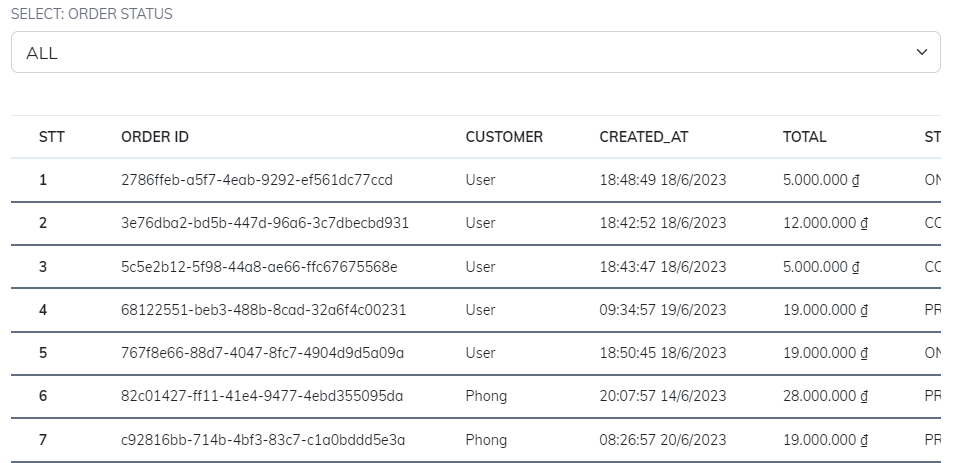 SELECT: ORDER STATUS
ALL
STT ORDER ID CUSTOMER CREATED_AT TOTAL ST
1 2786ffeb-a5f7-4eab-9292-ef561dc77ccd User 18:48:49 18/6/2023 5.000.000 ₫ ON
2 3e76dba2-bd5b-447d-96a6-3c7dbecbd931 User 18:42:52 18/6/2023 12.000.000 ₫ CO
3 5c5e2b12-5f98-44a8-ae66-ffc67675568e User 18:43:47 18/6/2023 5.000.000 ₫ CO
4 68122551-beb3-488b-8cad-32a6f4c00231 User 09:34:57 19/6/2023 19.000.000 ₫ PR
5 767f8e66-88d7-4047-8fc7-4904d9d5a09a User 18:50:45 18/6/2023 19.000.000 ₫ ON
6 82c01427-ff11-41e4-9477-4ebd355095da Phong 20:07:57 14/6/2023 28.000.000 ₫ PR
7 c92816bb-714b-4bf3-83c7-c1a0bddd5e3a Phong 08:26:57 20/6/2023 19.000.000 ₫ PR